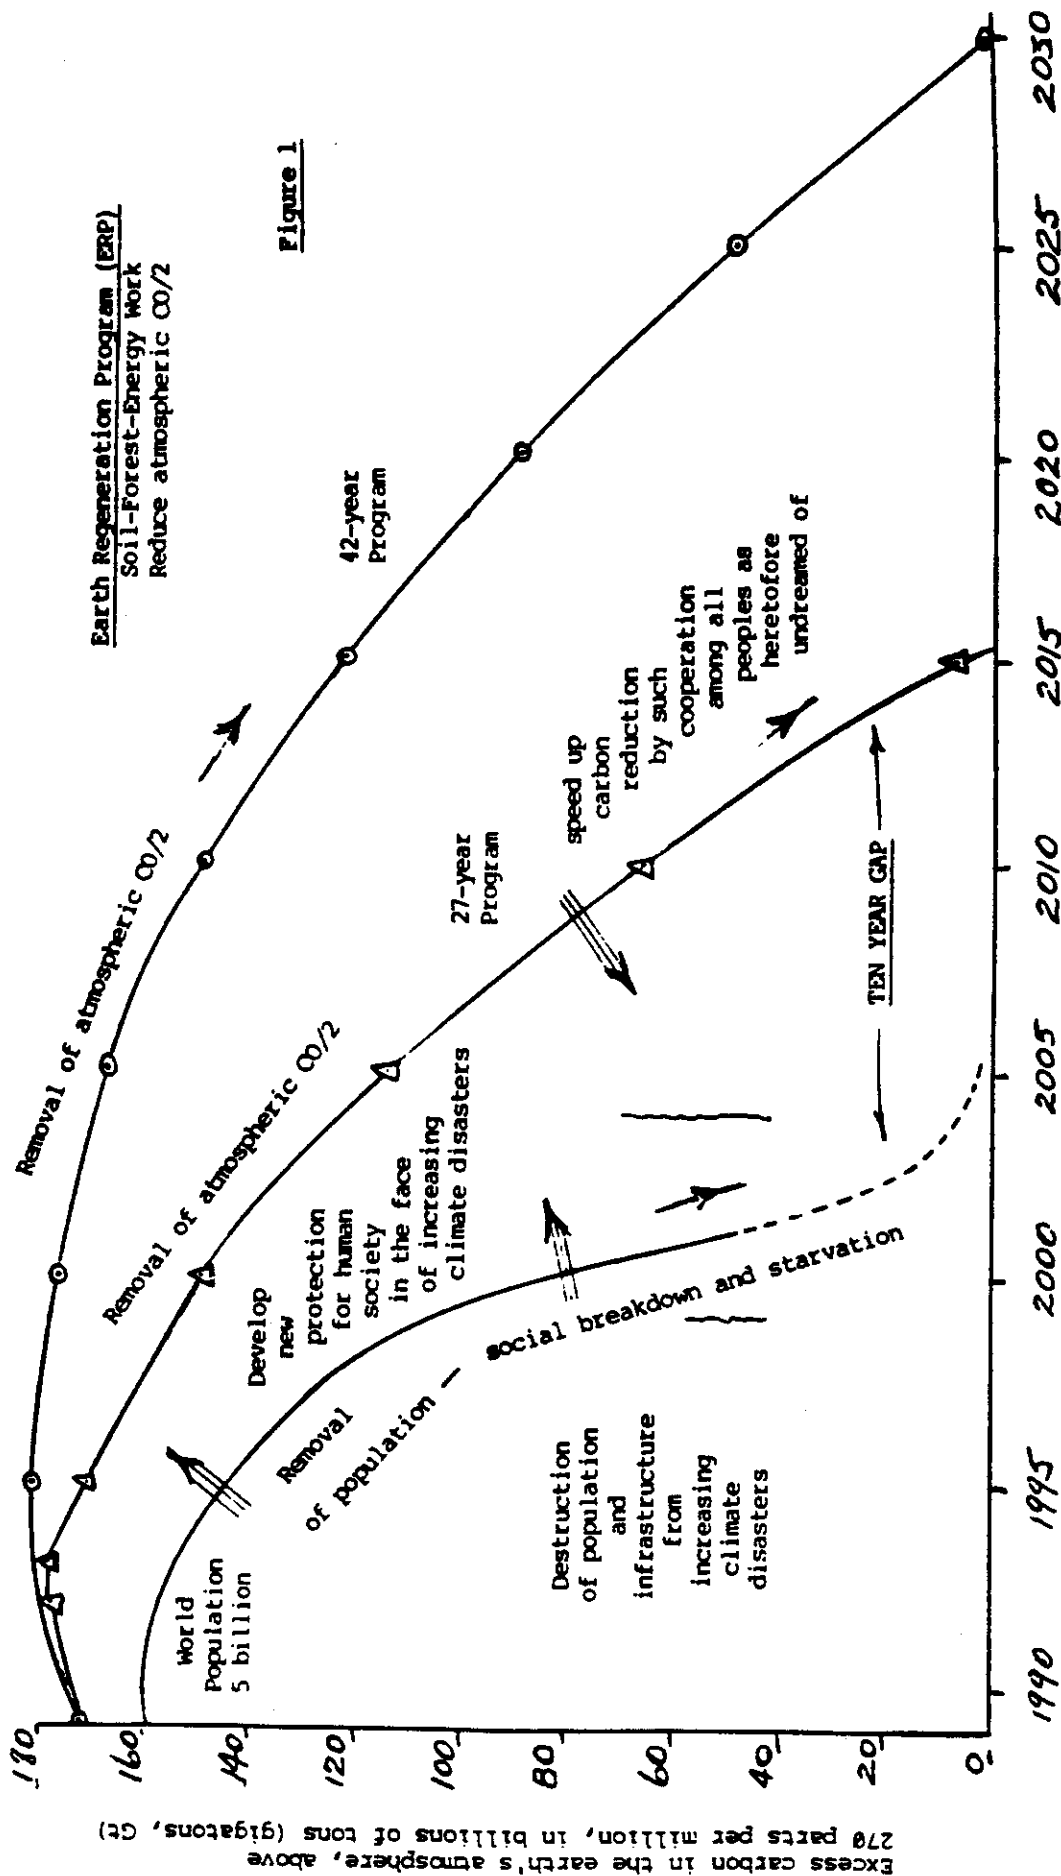 Earth Regeneration Program (ERP)
Soil-Forest-Energy Work
Reduce atmospheric CO/2
Figure 1
Excess carbon in the earth's atmosphere, above
270 parts per million, in billions of tons (gigatons, Gt)
180
160
140
120
100
80
60
40
20
0
Removal of atmospheric CO/2
42-year
Program
Removal of atmospheric CO/2
27-year
Program
speed up
carbon
reduction
by such
cooperation
among all
peoples as
heretofore
undreamed of
World
Population
5 billion
Develop
new
protection
for human
society
in the face
of increasing
climate disasters
Removal
of population —
social breakdown and starvation
Destruction
of population
and
infrastructure
from
increasing
climate
disasters
TEN YEAR GAP
1990
1995
2000
2005
2010
2015
2020
2025
2030